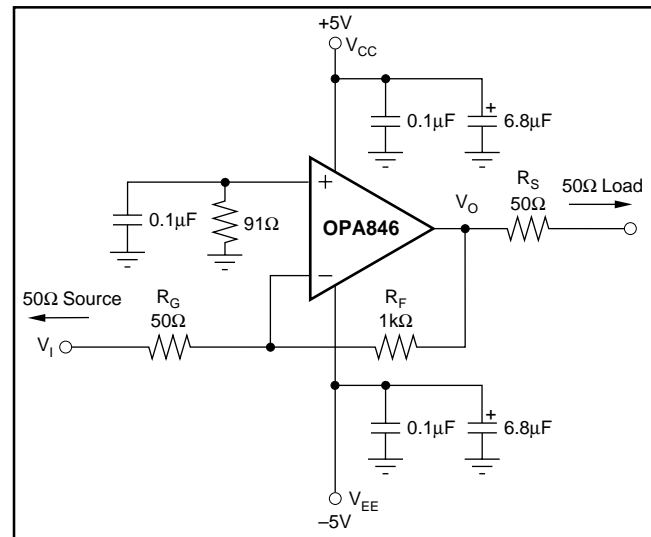 +5V
V_CC
+
0.1µF
6.8µF
R_S
50Ω
50Ω Load
V_O
+
OPA846
−
0.1µF
91Ω
50Ω Source
R_G
50Ω
R_F
1kΩ
V_I
+
0.1µF
6.8µF
V_EE
−5V